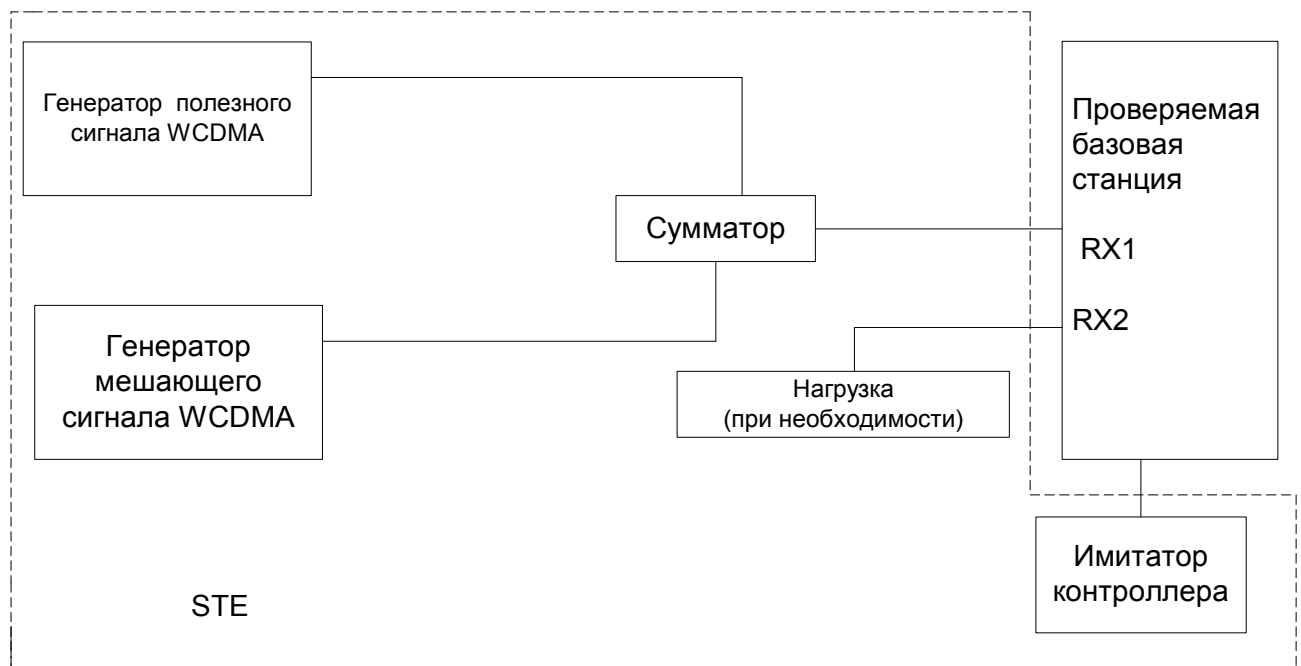 Генератор полезного
сигнала WCDMA
Проверяемая
базовая
станция
Сумматор
RX1
RX2
Генератор
мешающего
сигнала WCDMA
Нагрузка
(при необходимости)
Имитатор
контроллера
STE